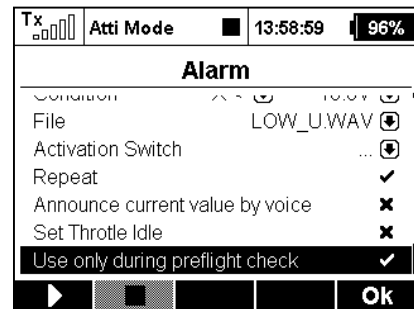 Tx
Atti Mode
13:58:59
96%
Alarm
Condition
File LOW_U.WAV
Activation Switch ...
Repeat
Announce current value by voice
Set Throtle Idle
Use only during preflight check
Ok